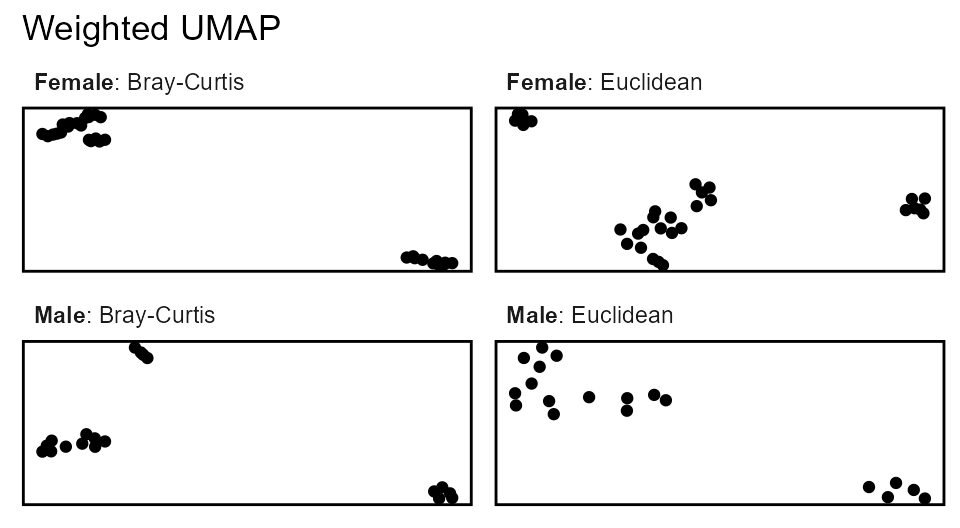 Weighted UMAP
Female: Bray-Curtis
Female: Euclidean
Male: Bray-Curtis
Male: Euclidean